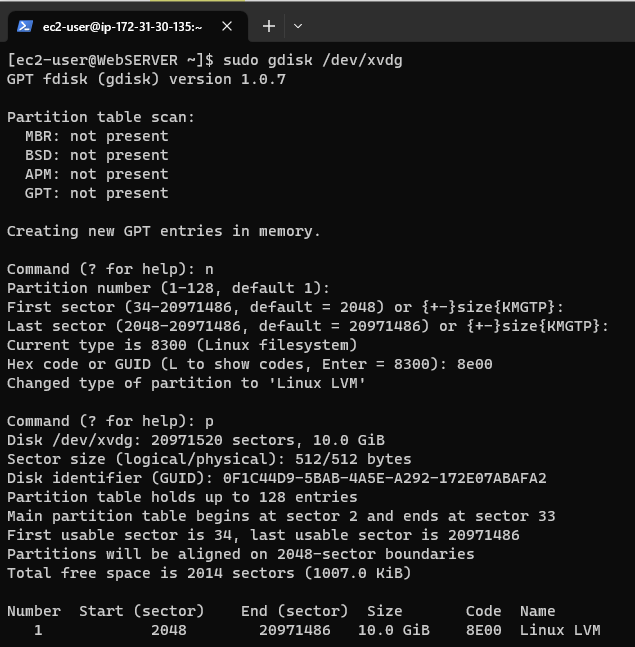 ec2-user@ip-172-31-30-135:~
[ec2-user@WebSERVER ~]$ sudo gdisk /dev/xvdg
GPT fdisk (gdisk) version 1.0.7
Partition table scan:
MBR: not present
BSD: not present
APM: not present
GPT: not present
Creating new GPT entries in memory.
Command (? for help): n
Partition number (1-128, default 1):
First sector (34-20971486, default = 2048) or {+-}size{KMGTP}:
Last sector (2048-20971486, default = 20971486) or {+-}size{KMGTP}:
Current type is 8300 (Linux filesystem)
Hex code or GUID (L to show codes, Enter = 8300): 8e00
Changed type of partition to 'Linux LVM'
Command (? for help): p
Disk /dev/xvdg: 20971520 sectors, 10.0 GiB
Sector size (logical/physical): 512/512 bytes
Disk identifier (GUID): 0F1C44D9-5BAB-4A5E-A292-172E07ABAFA2
Partition table holds up to 128 entries
Main partition table begins at sector 2 and ends at sector 33
First usable sector is 34, last usable sector is 20971486
Partitions will be aligned on 2048-sector boundaries
Total free space is 2014 sectors (1007.0 KiB)
Number  Start (sector)    End (sector)  Size       Code  Name
1            2048        20971486   10.0 GiB    8E00  Linux LVM